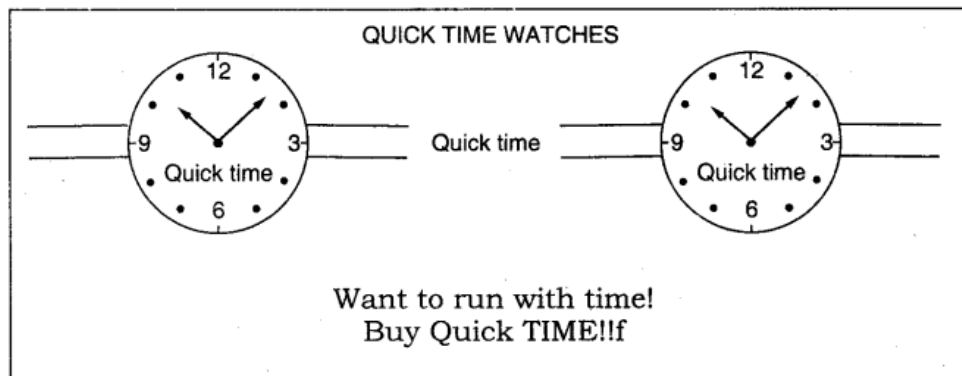 QUICK TIME WATCHES
12
9
3
Quick time
6
Quick time
12
9
3
Quick time
6
Want to run with time!
Buy Quick TIME!!f